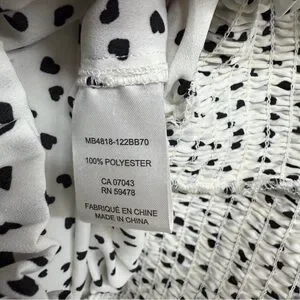 MB4818-122BB70
100% POLYESTER
CA 07043
RN 59478
FABRIQUÉ EN CHINE
MADE IN CHINA